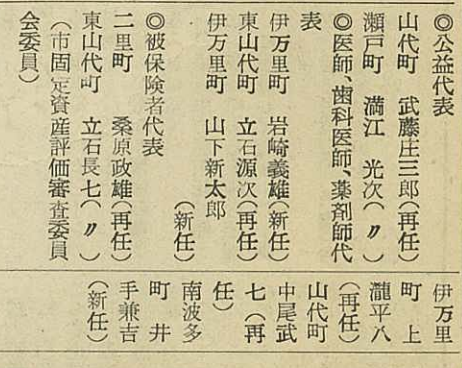 ◎公益代表
山代町 武藤庄三郎(再任)
瀬戸町 満江 光次(〃)
◎医師、歯科医師、薬剤師代
表
伊万里町 岩崎義雄(新任)
東山代町 立石源次(再任)
伊万里町 山下新太郎
(新任)
◎被保険者代表
二里町 桑原政雄(再任)
東山代町 立石長七(〃)
(市固定資産評価審査委員
会委員)
伊万里
町 上
瀧平八
(再任)
山代町
中尾武
七(再
任)
南波多
町 井
手兼吉
(新任)